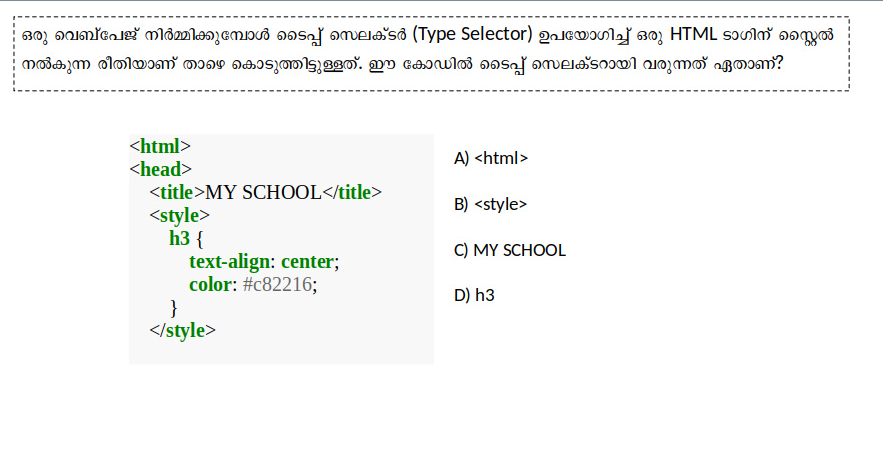 ഒരു വെബ്പേജ് നിർമ്മിക്കുമ്പോൾ ടൈപ്പ് സെലക്ടർ (Type Selector) ഉപയോഗിച്ച് ഒരു HTML ടാഗിന് സ്റ്റൈൽ
നൽകുന്ന രീതിയാണ് താഴെ കൊടുത്തിട്ടുള്ളത്. ഈ കോഡിൽ ടൈപ്പ് സെലക്ടറായി വരുന്നത് ഏതാണ്?
<html>
<head>
<title>MY SCHOOL</title>
<style>
h3 {
text-align: center;
color: #c82216;
}
</style>
A) <html>
B) <style>
C) MY SCHOOL
D) h3